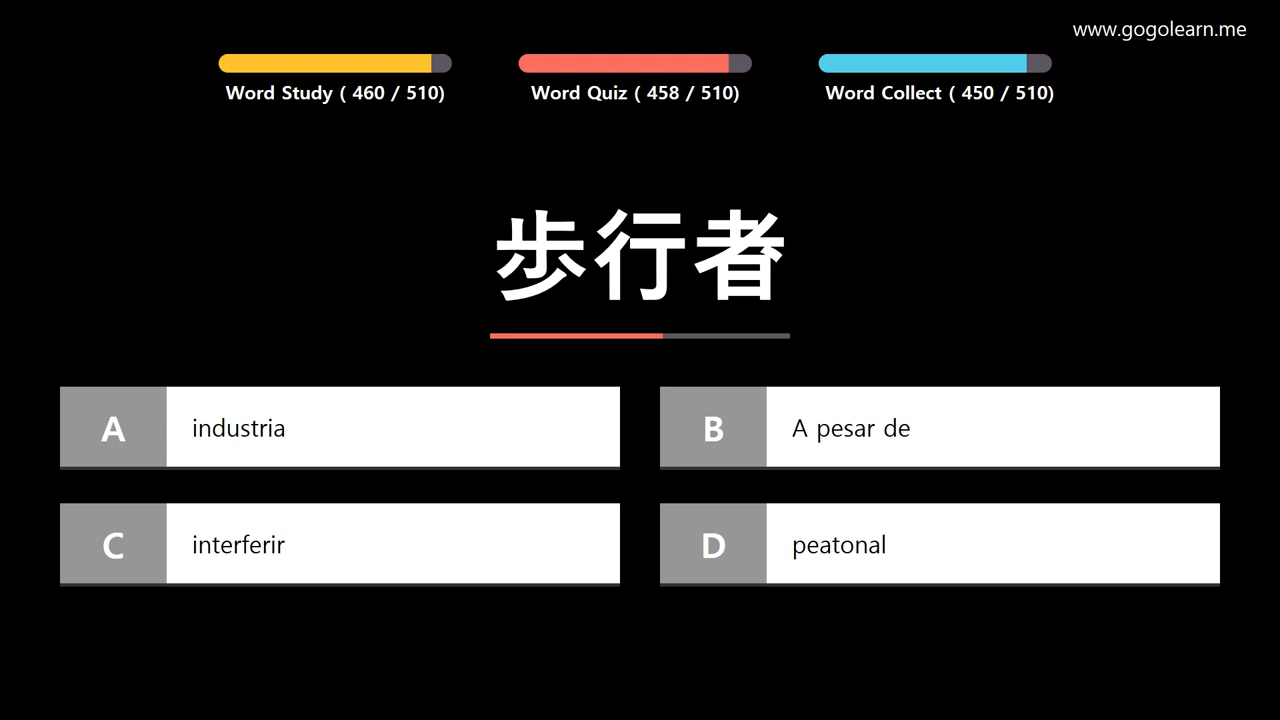 www.gogolearn.me
Word Study ( 460 / 510)
Word Quiz ( 458 / 510)
Word Collect ( 450 / 510)
歩行者
A industria
B A pesar de
C interferir
D peatonal